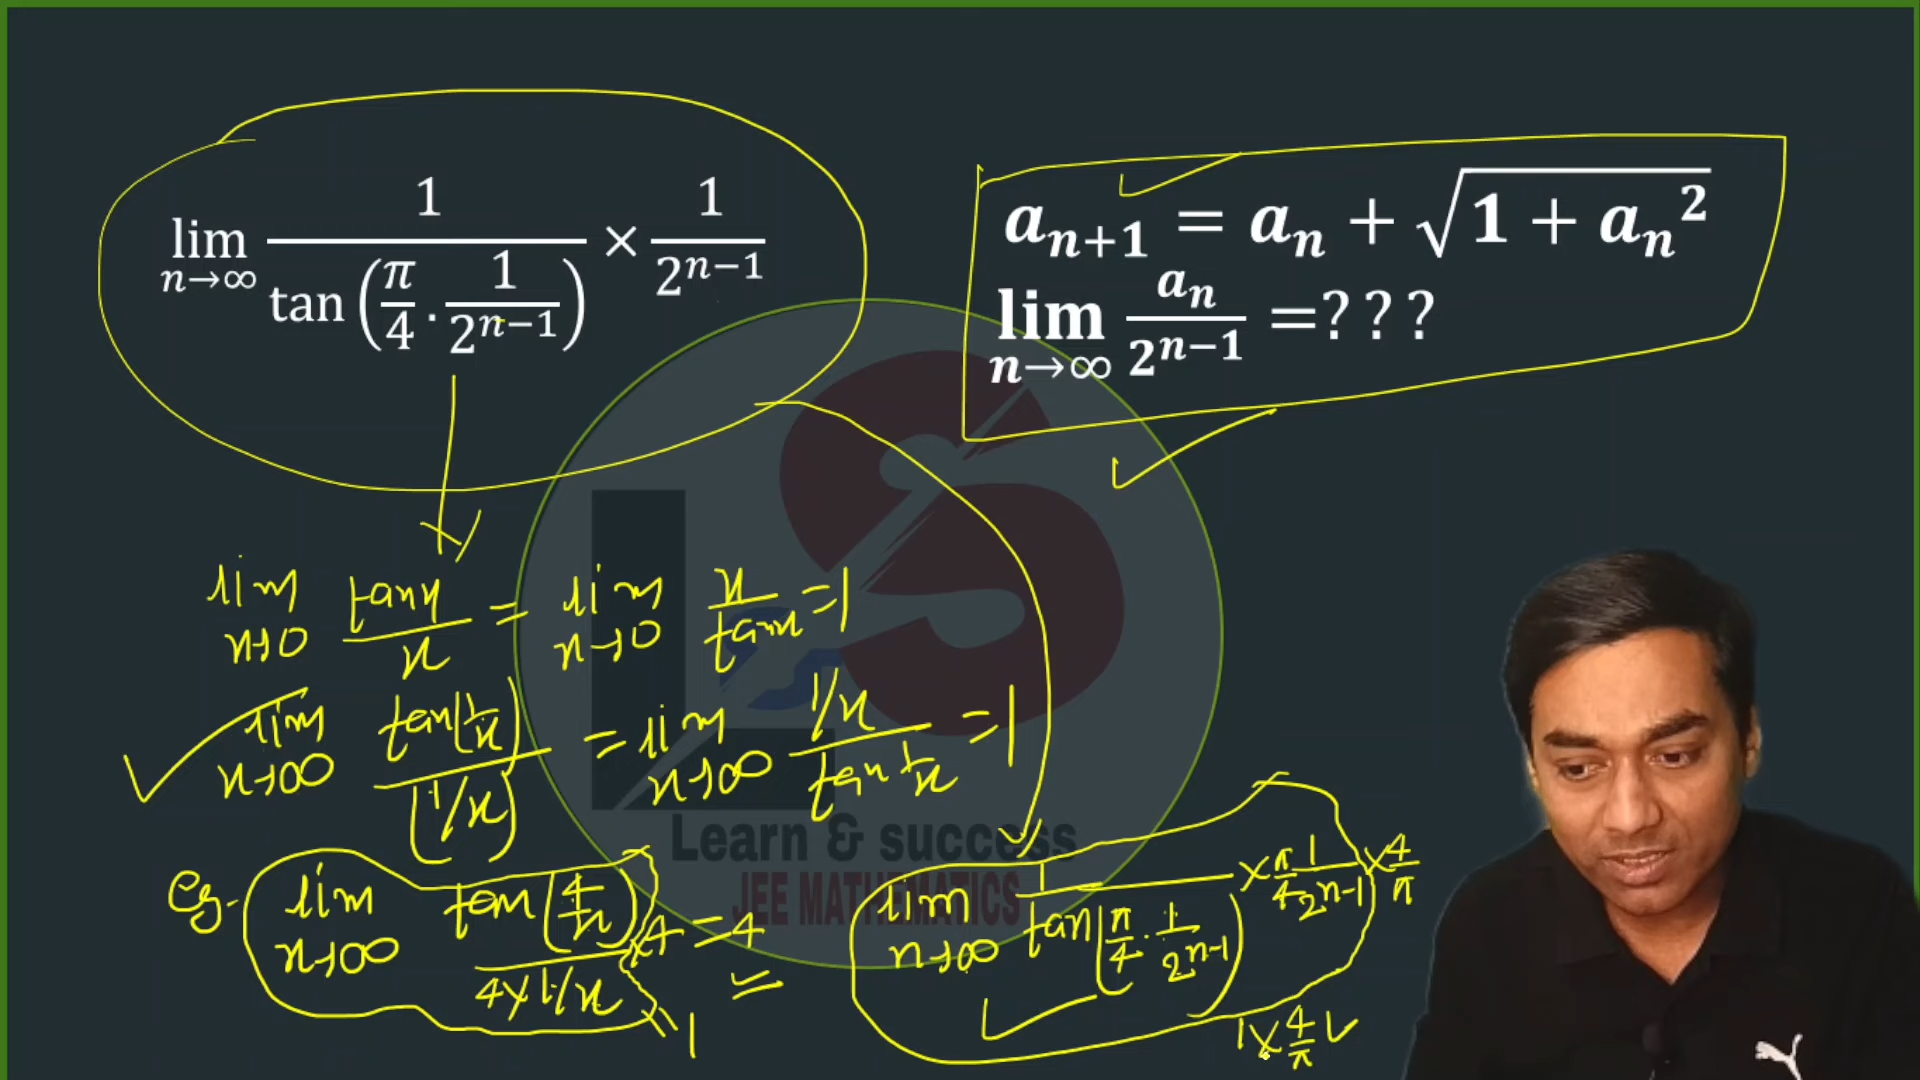 lim n→∞ 1 / tan(π/4 · 1/2^(n−1)) × 1/2^(n−1)
a_(n+1) = a_n + √(1 + a_n²)
lim n→∞ a_n / 2^(n−1) =???
lim x→0 tan x / x = lim x→0 x / tan x = 1
lim x→∞ tan(1/x) / (1/x) = lim x→∞ 1/x / tan 1/x = 1
Learn & success
JEE MATHEMATICS
eg- lim x→∞ tan(4/x) / 4×1/x ×4 = 4
1
lim n→∞ 1 / tan(π/4 · 1/2^(n-1)) × π/4 1/2^(n-1) × 4/π
1×4/π